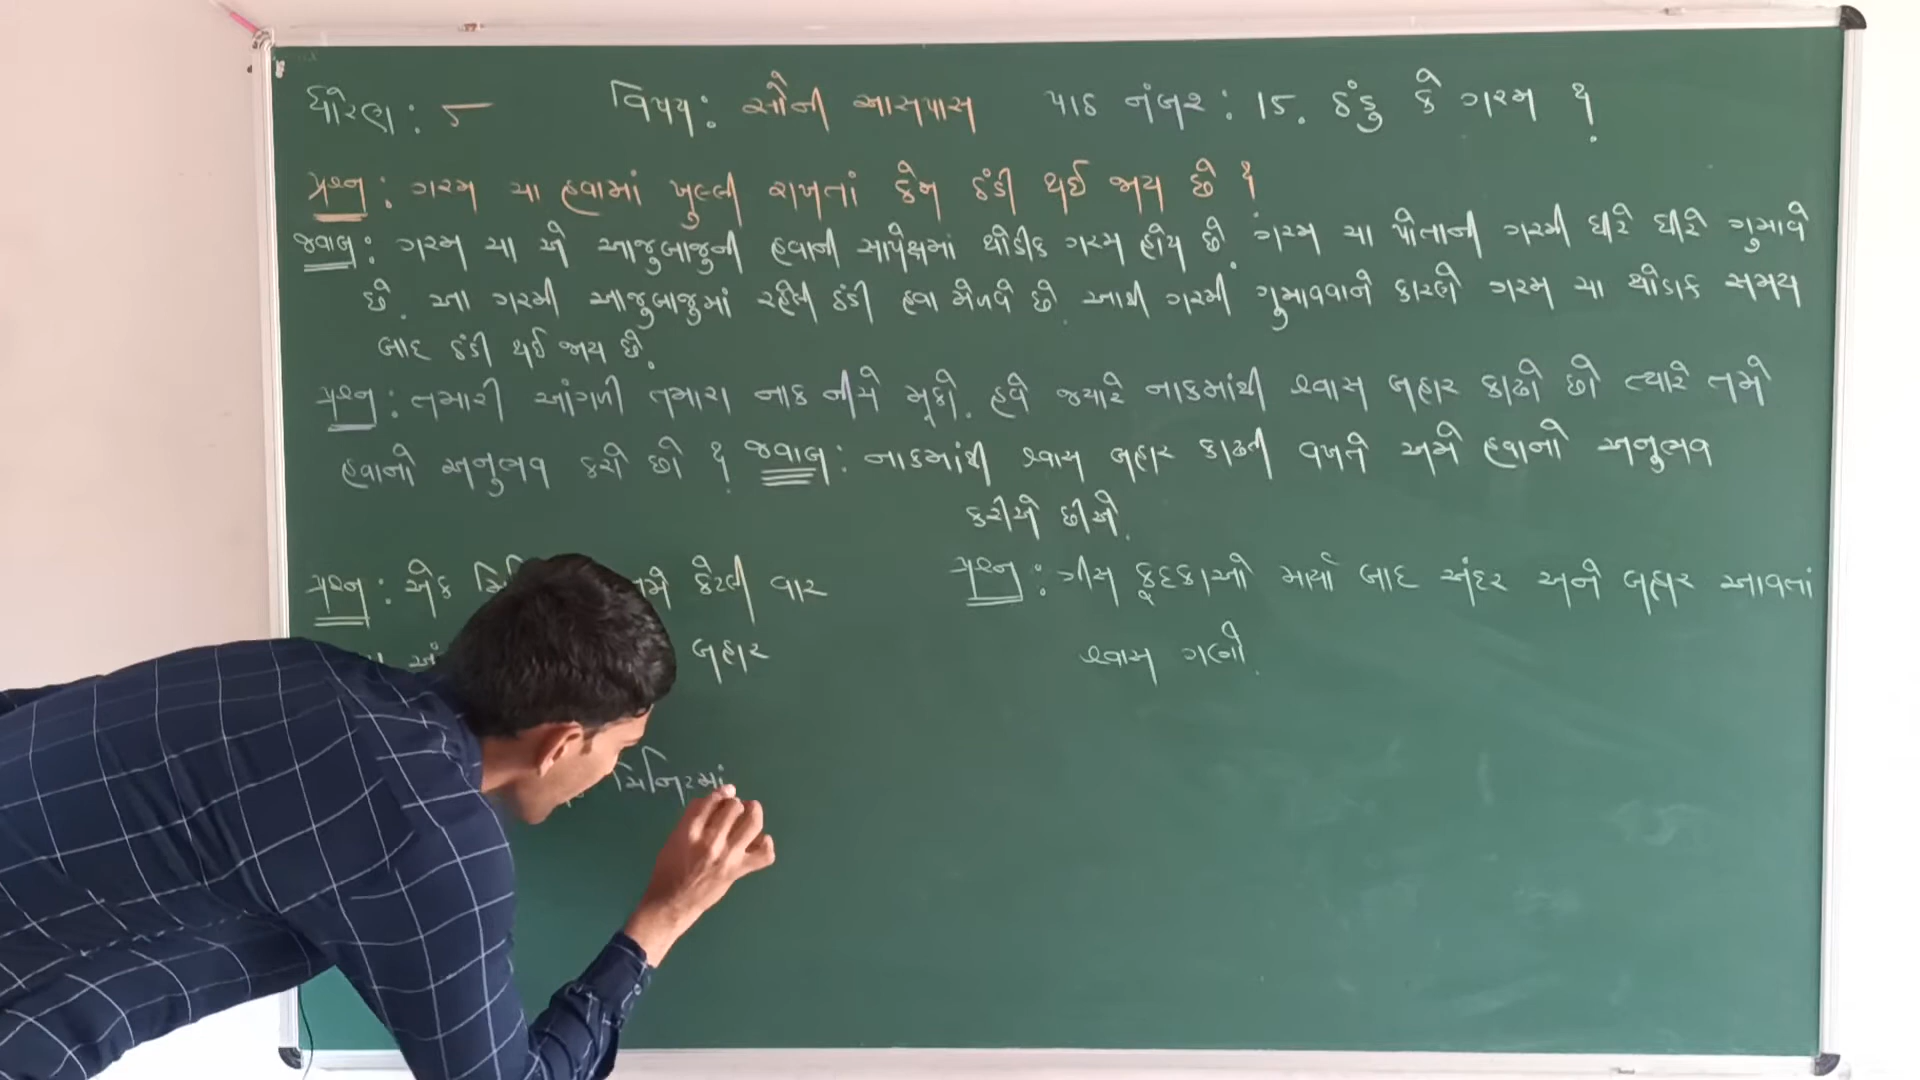 ધોરણ : ૫ વિષય : સૌની આસપાસ પાઠ નંબર : 15. ઠંડુ કે ગરમ ?
પ્રશ્ન : ગરમ ચા હવામાં ખુલ્લી રાખતાં કેમ ઠંડી થઈ જાય છે ?
જવાબ : ગરમ ચા એ આજુબાજુની હવાની સાપેક્ષમાં થોડીક ગરમ હોય છે. ગરમ ચા પોતાની ગરમી ધીરે ધીરે ગુમાવે
છે. આ ગરમી આજુબાજુમાં રહેલી ઠંડી હવા મેળવે છે. આથી ગરમી ગુમાવવાને કારણે ગરમ ચા થોડાક સમય
બાદ ઠંડી થઈ જાય છે.
પ્રશ્ન : તમારી આંગળી તમારા નાક નીચે મૂકો. હવે જ્યારે નાકમાંથી શ્વાસ બહાર કાઢો છો ત્યારે તમે
હવાનો અનુભવ કરો છો ? જવાબ : નાકમાંથી શ્વાસ બહાર કાઢતી વખતે અમે હવાનો અનુભવ
કરીએ છીએ.
પ્રશ્ન : એક કેટલી વાર
બહાર
મિનિટમાં
પ્રશ્ન : ત્રીસ કૂદકાઓ માર્યા બાદ અંદર અને બહાર આવતાં
શ્વાસ ગણો.